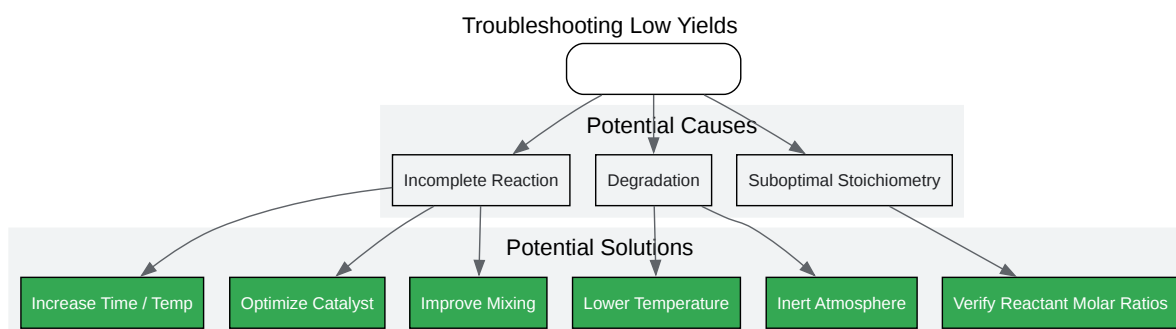 Troubleshooting Low Yields
Potential Causes
Incomplete Reaction
Degradation
Suboptimal Stoichiometry
Potential Solutions
Increase Time / Temp
Optimize Catalyst
Improve Mixing
Lower Temperature
Inert Atmosphere
Verify Reactant Molar Ratios